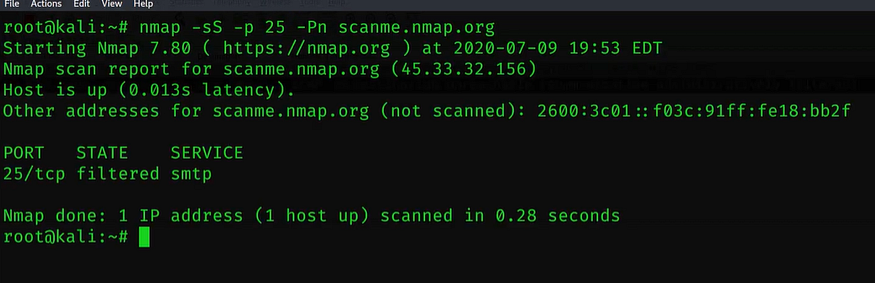 File Actions Edit View Help
root@kali:~# nmap -sS -p 25 -Pn scanme.nmap.org
Starting Nmap 7.80 ( https://nmap.org ) at 2020-07-09 19:53 EDT
Nmap scan report for scanme.nmap.org (45.33.32.156)
Host is up (0.013s latency).
Other addresses for scanme.nmap.org (not scanned): 2600:3c01::f03c:91ff:fe18:bb2f
PORT STATE SERVICE
25/tcp filtered smtp
Nmap done: 1 IP address (1 host up) scanned in 0.28 seconds
root@kali:~#